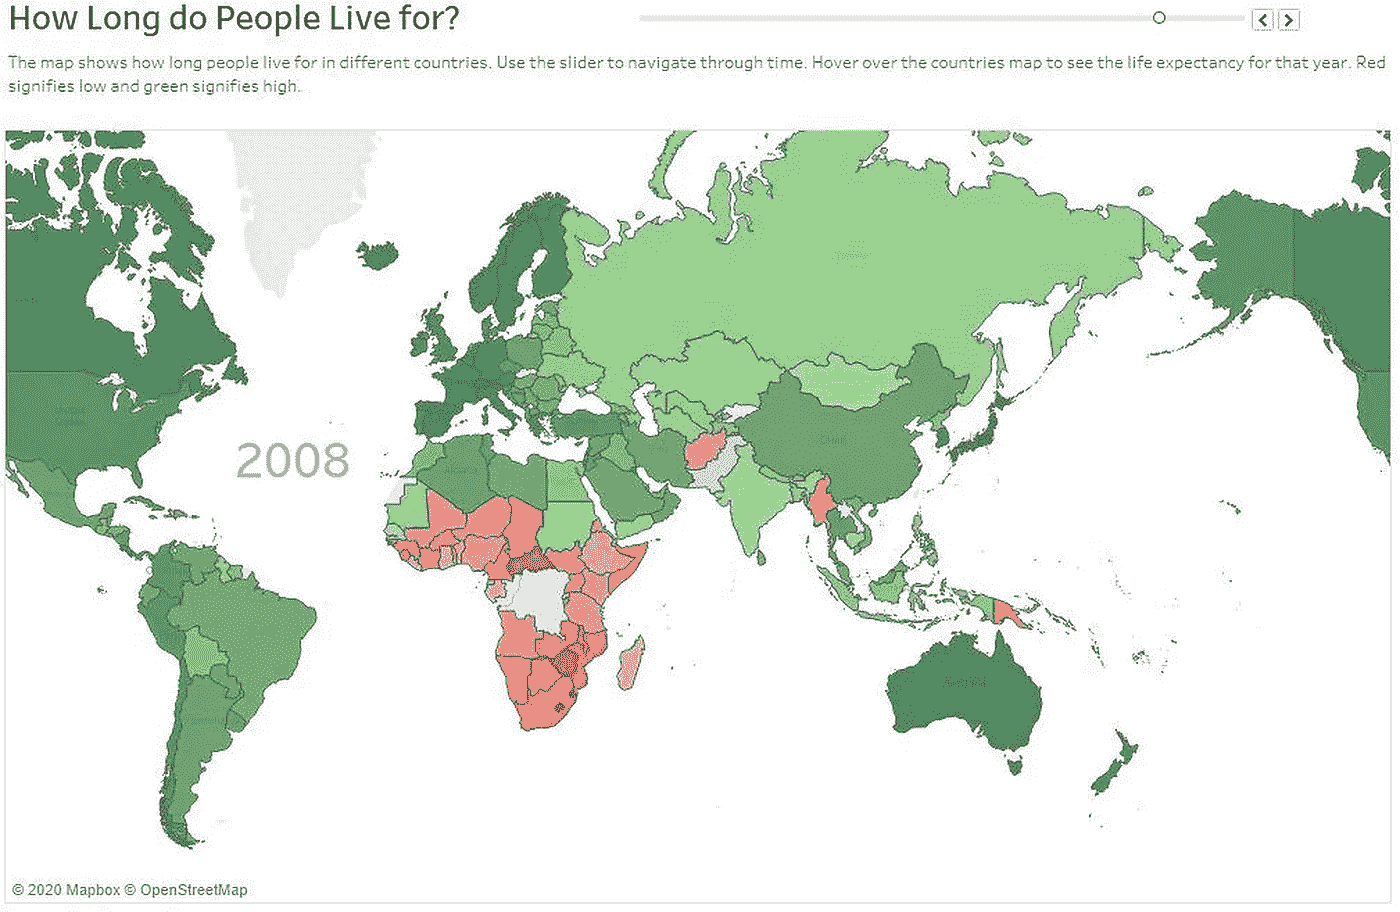 How Long do People Live for?
The map shows how long people live for in different countries. Use the slider to navigate through time. Hover over the countries map to see the life expectancy for that year. Red
signifies low and green signifies high.
2008
© 2020 Mapbox © OpenStreetMap